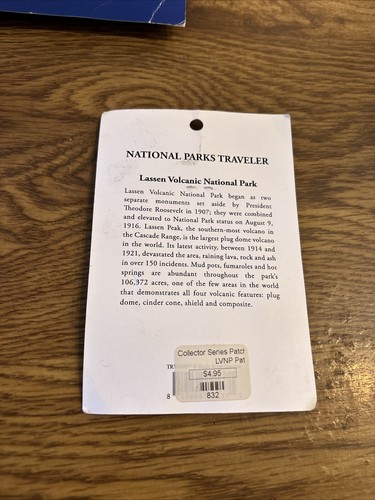 NATIONAL PARKS TRAVELER
Lassen Volcanic National Park
Lassen Volcanic National Park began as two
separate monuments set aside by President
Theodore Roosevelt in 1907; they were combined
and elevated to National Park status on August 9,
1916. Lassen Peak, the southern-most volcano in
the Cascade Range, is the largest plug dome volcano
in the world. Its latest activity, between 1914 and
1921, devastated the area, raining lava, rock and ash
in over 150 incidents. Mud pots, fumaroles and hot
springs are abundant throughout the park's
106,372 acres, one of the few areas in the world
that demonstrates all four volcanic features: plug
dome, cinder cone, shield and composite.
Collector Series Patch
LVNP Pat
$4.95
832
8